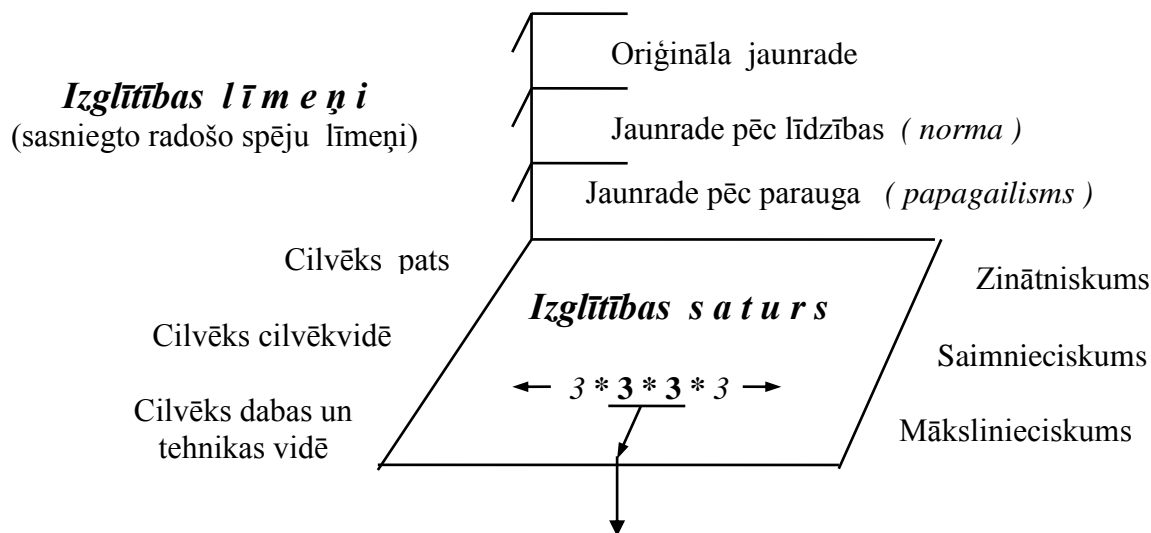 Oriģināla jaunrade
Izglītības l ī m e ņ i
(sasniegto radošo spēju līmeņi)
Jaunrade pēc līdzības ( norma )
Jaunrade pēc parauga ( papagailisms )
Cilvēks pats
Zinātniskums
Izglītības s a t u r s
Cilvēks cilvēkvidē
Saimnieciskums
3 * 3 * 3 * 3
Cilvēks dabas un
tehnikas vidē
Mākslinieciskums